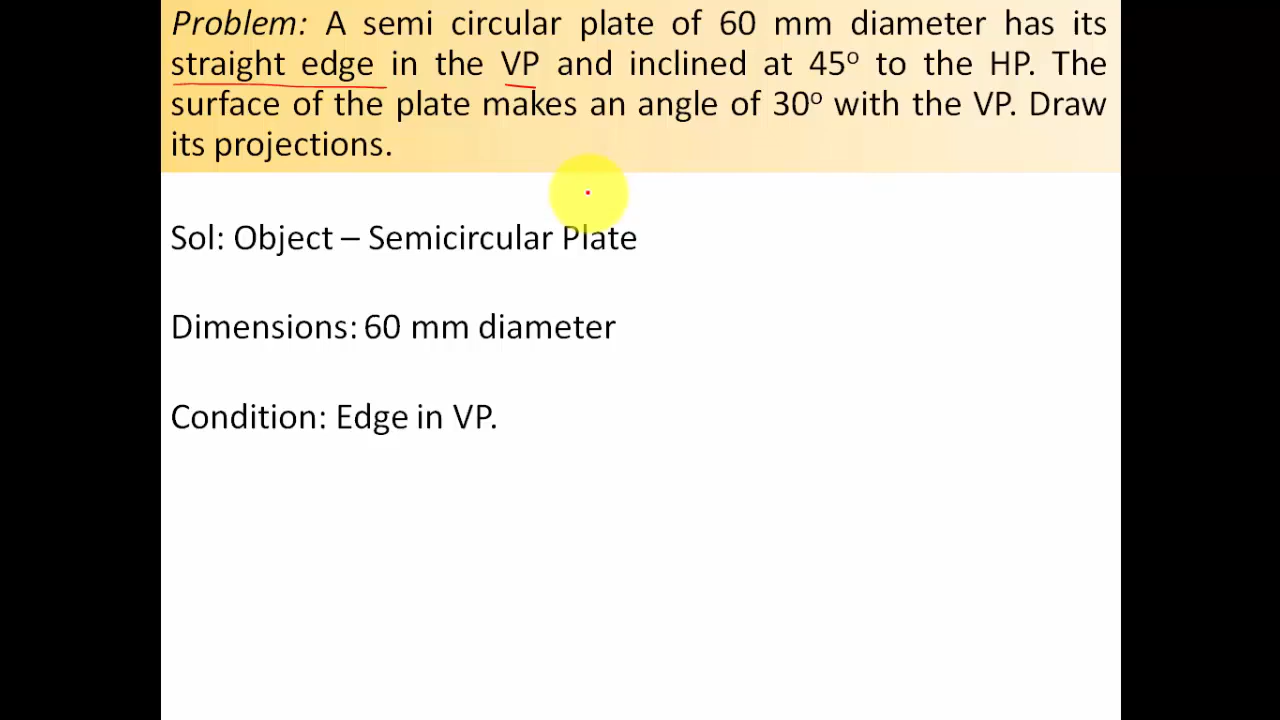 Problem: A semi circular plate of 60 mm diameter has its
straight edge in the VP and inclined at 45º to the HP. The
surface of the plate makes an angle of 30º with the VP. Draw
its projections.
Sol: Object – Semicircular Plate
Dimensions: 60 mm diameter
Condition: Edge in VP.